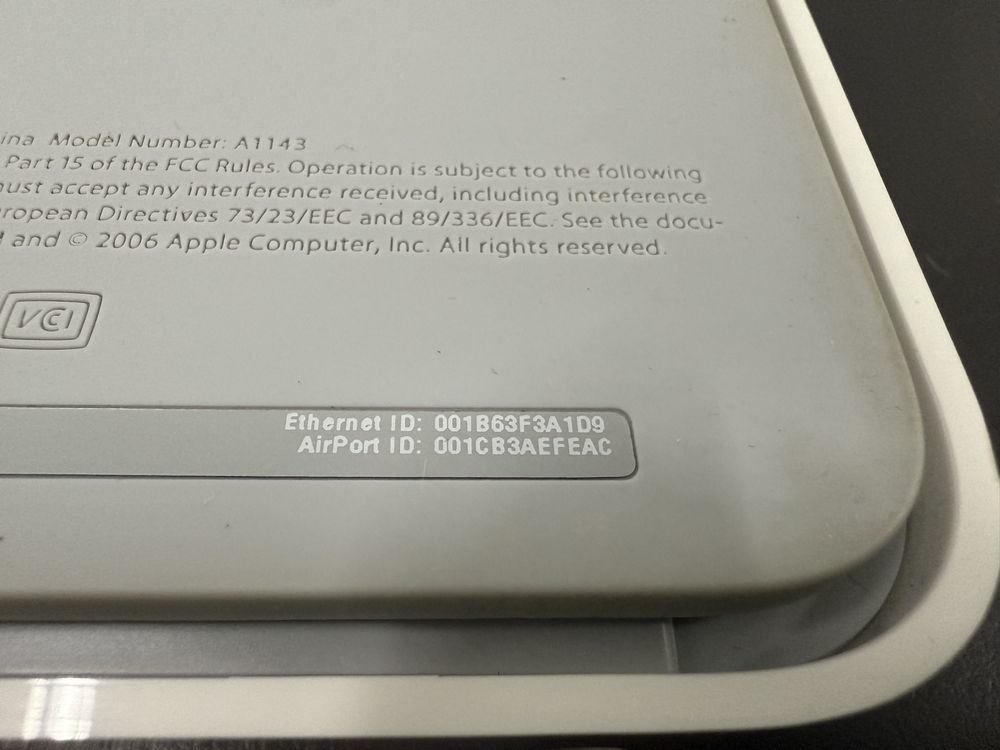 ina Model Number: A1143
Part 15 of the FCC Rules. Operation is subject to the following
must accept any interference received, including interference
uropean Directives 73/23/EEC and 89/336/EEC. See the docu-
d and © 2006 Apple Computer, Inc. All rights reserved.
VCI
Ethernet ID: 001B63F3A1D9
AirPort ID: 001CB3AEFEAC